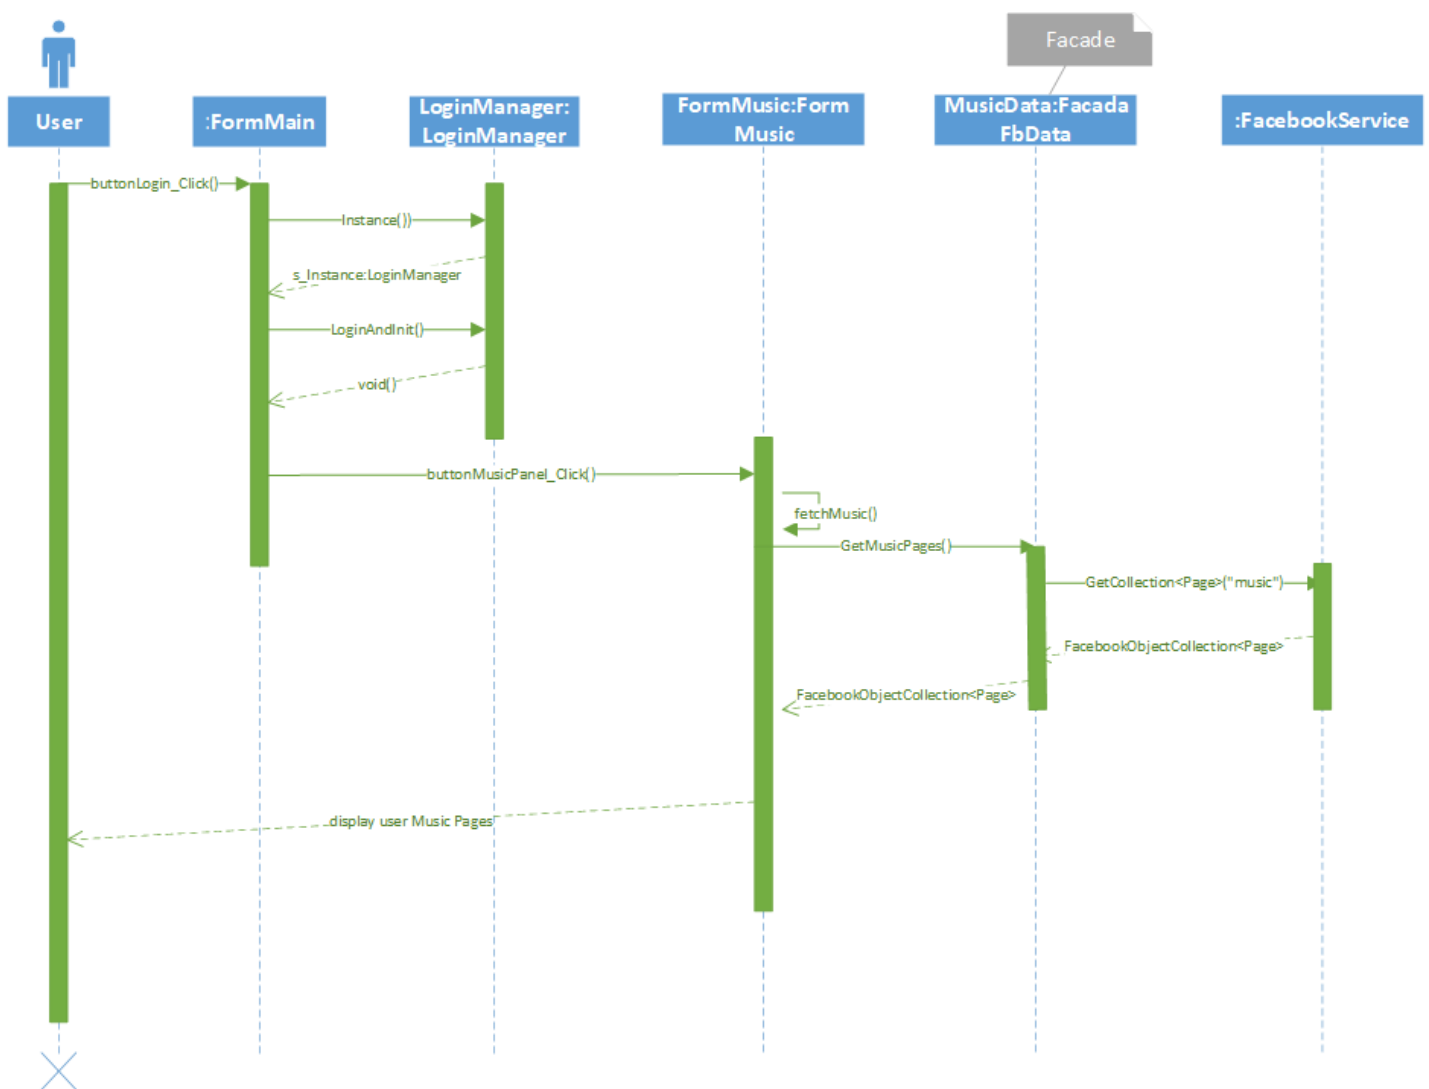 Facade
User
:FormMain
LoginManager:
LoginManager
FormMusic:Form
Music
MusicData:Facada
FbData
:FacebookService
buttonLogin_Click()
Instance())
s_Instance:LoginManager
LoginAndInit()
void()
buttonMusicPanel_Click()
fetchMusic()
GetMusicPages()
GetCollection<Page>("music")
FacebookObjectCollection<Page>
FacebookObjectCollection<Page>
display user Music Pages